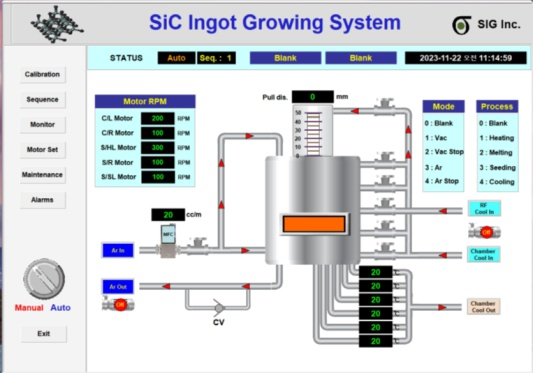 SiC Ingot Growing System
SIG Inc.
STATUS Auto Seq. : 1 Blank Blank 2023-11-22 오전 11:14:59
Calibration
Sequence
Monitor
Motor Set
Maintenance
Alarms
Manual Auto
Exit
Motor RPM
C/L Motor 200 RPM
C/R Motor 100 RPM
S/HL Motor 300 RPM
S/R Motor 100 RPM
S/SL Motor 100 RPM
Pull dis. 0 mm
50
40
30
20
10
0
Mode
0 : Blank
1 : Vac
2 : Vac Stop
3 : Ar
4 : Ar Stop
Process
0 : Blank
1 : Heating
2 : Melting
3 : Seeding
4 : Cooling
20 cc/m
MFC
Ar In
Ar Out
Off
CV
RF
Cool In
Off
Chamber
Cool In
20 ℃
20 ℃
20 ℃
20 ℃
20 ℃
20 ℃
Chamber
Cool Out